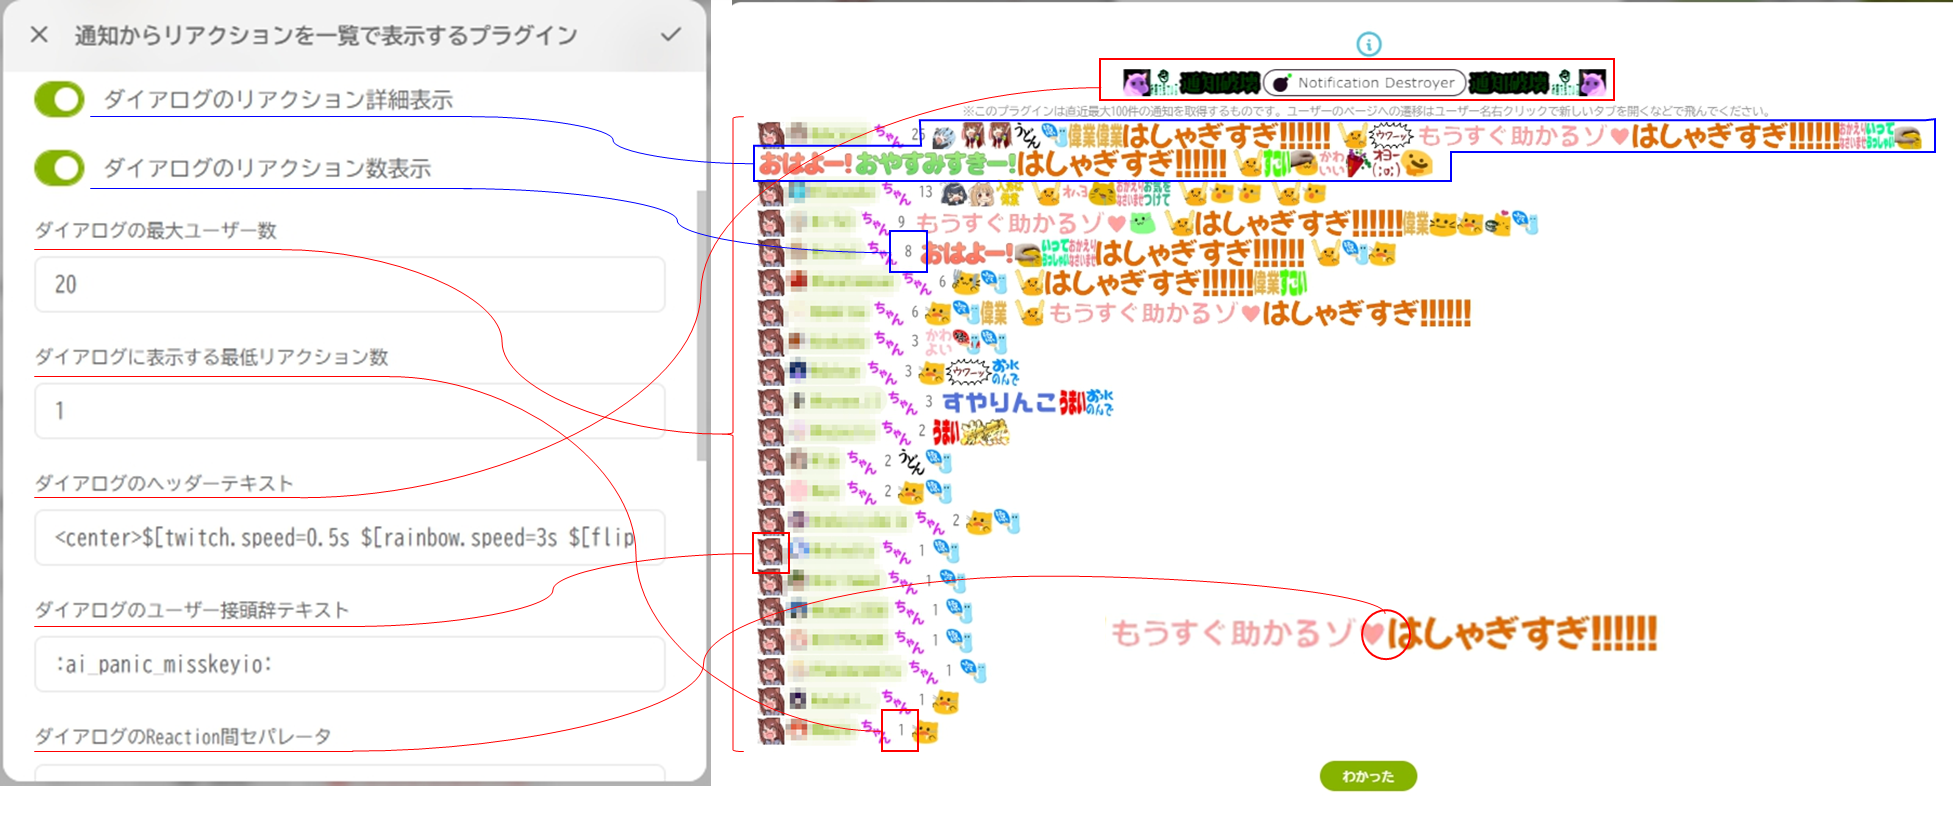 通知からリアクションを一覧で表示するプラグイン
ダイアログのリアクション詳細表示
ダイアログのリアクション数表示
ダイアログの最大ユーザー数
20
ダイアログに表示する最低リアクション数
1
ダイアログのヘッダーテキスト
<center>$[twitch.speed=0.5s $[rainbow.speed=3s $[flip
ダイアログのユーザー接頭辞テキスト
:ai_panic_misskeyio:
ダイアログのReaction間セパレータ
通知破壊 Notification Destroyer 通知破壊
※このプラグインは直近最大100件の通知を取得するものです。ユーザーのページへの遷移はユーザー名右クリックで新しいタブを開くなどで飛んでください。
ちゃん 25 うどん 偉業偉業はしゃぎすぎ!!!!!! ウワーッ もうすぐ助かるゾ♥はしゃぎすぎ!!!!!!おかえりなさいませいってらっしゃい
おはよー!おやすみすきー!はしゃぎすぎ!!!!!! すこい かわいい オヨー(;o;)
ちゃん 13 オハヨ おかえりなさいませお気をつけて
ちゃん 9 もうすぐ助かるゾ♥ はしゃぎすぎ!!!!!!偉業
ちゃん 8 おはよー! いってらっしゃいおかえりなさいませはしゃぎすぎ!!!!!!
ちゃん 6 はしゃぎすぎ!!!!!!偉業すこい
ちゃん 6 偉業 もうすぐ助かるゾ♥はしゃぎすぎ!!!!!!
ちゃん 3 かわよい
ちゃん 3 ウワーッ お水のんで
ちゃん 3 すやりんこうまいお水のんで
ちゃん 2 うまい
ちゃん 2 うどん
ちゃん 2
ちゃん 2
ちゃん 1
ちゃん 1
ちゃん 1
ちゃん 1
ちゃん 1
ちゃん 1
ちゃん 1
もうすぐ助かるゾ♥はしゃぎすぎ!!!!!!
わかった